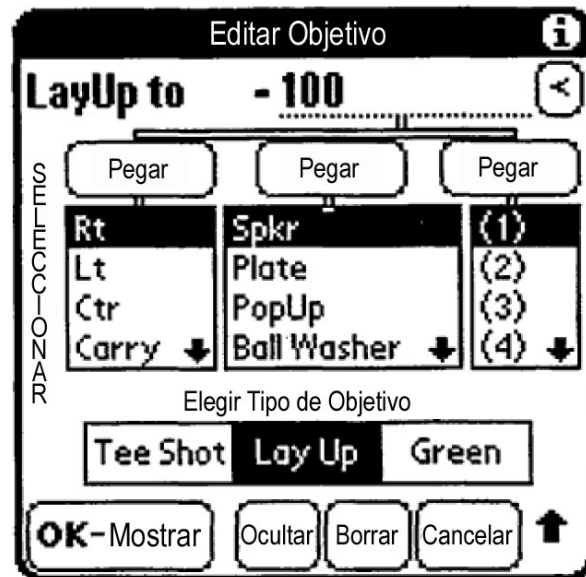 Editar Objetivo i
LayUp to - 100 <
Pegar Pegar Pegar
SELECCIONAR
Rt Spkr (1)
Lt Plate (2)
Ctr PopUp (3)
Carry Ball Washer (4)
Elegir Tipo de Objetivo
Tee Shot Lay Up Green
OK-Mostrar Ocultar Borrar Cancelar